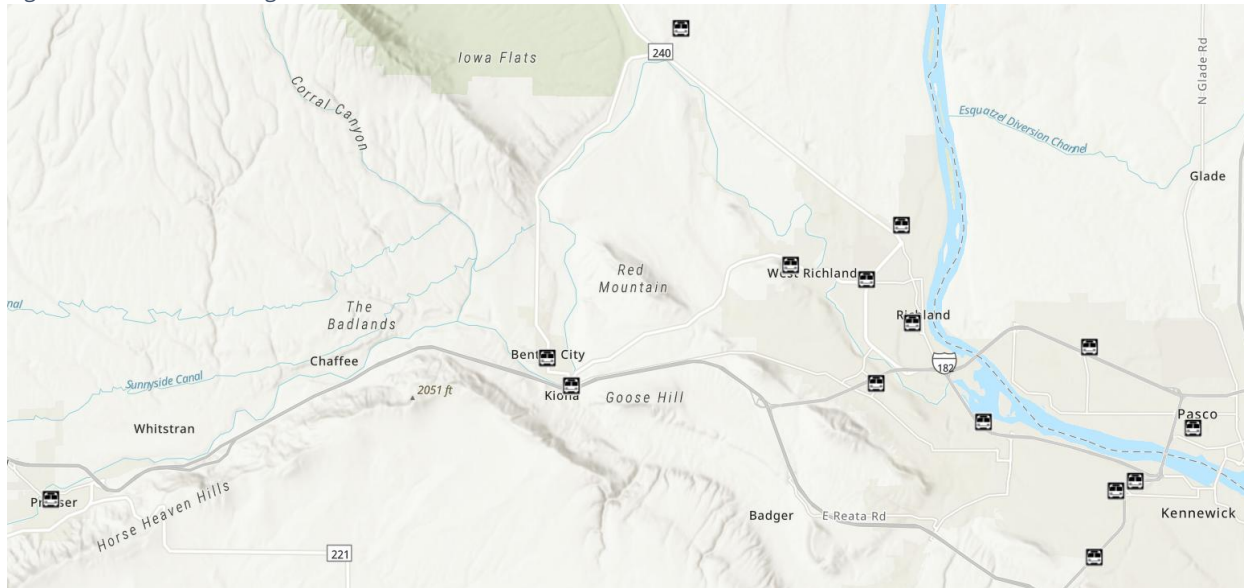 Iowa Flats
240
N Glade Rd
Corral Canyon
Esquatzel Diversion Channel
Glade
Red
Mountain
West Richland
The
Badlands
Richland
Chaffee
Benton City
182
Sunnyside Canal
2051 ft
Kiona
Goose Hill
Whitstran
Pasco
Prosser
Horse Heaven Hills
Badger
E Reata Rd
Kennewick
221